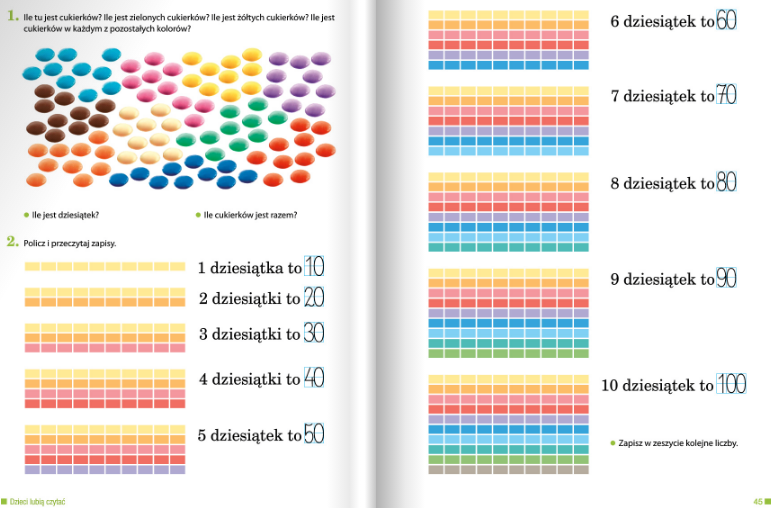 1. Ile tu jest cukierków? Ile jest zielonych cukierków? Ile jest żółtych cukierków? Ile jest
cukierków w każdym z pozostałych kolorów?
• Ile jest dziesiątek?
• Ile cukierków jest razem?
2. Policz i przeczytaj zapisy.
1 dziesiątka to 10
2 dziesiątki to 20
3 dziesiątki to 30
4 dziesiątki to 40
5 dziesiątek to 50
Dzieci lubią czytać
6 dziesiątek to 60
7 dziesiątek to 70
8 dziesiątek to 80
9 dziesiątek to 90
10 dziesiątek to 100
• Zapisz w zeszycie kolejne liczby.
45